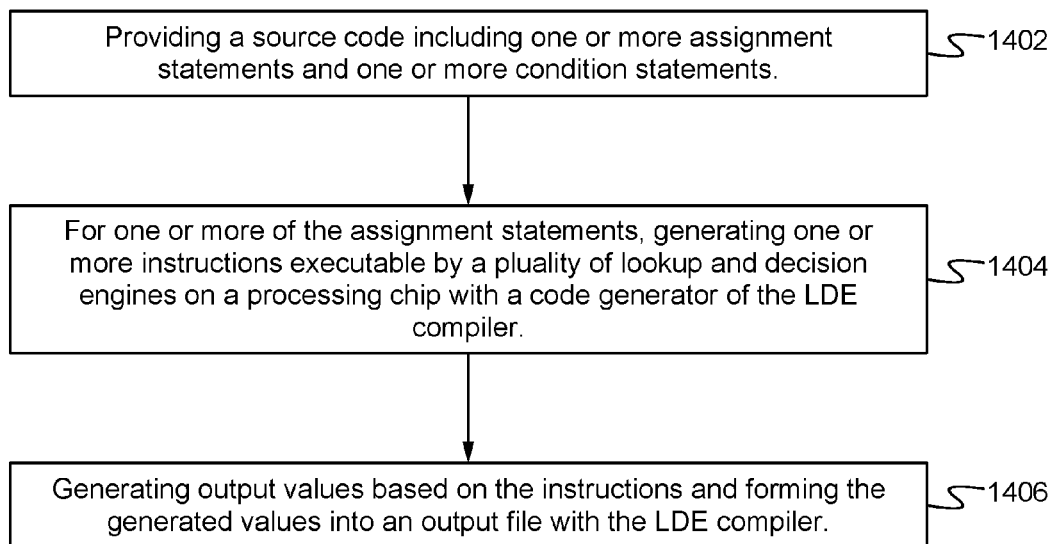 Providing a source code including one or more assignment
statements and one or more condition statements.
1402
For one or more of the assignment statements, generating one or
more instructions executable by a pluality of lookup and decision
engines on a processing chip with a code generator of the LDE
compiler.
1404
Generating output values based on the instructions and forming the
generated values into an output file with the LDE compiler.
1406